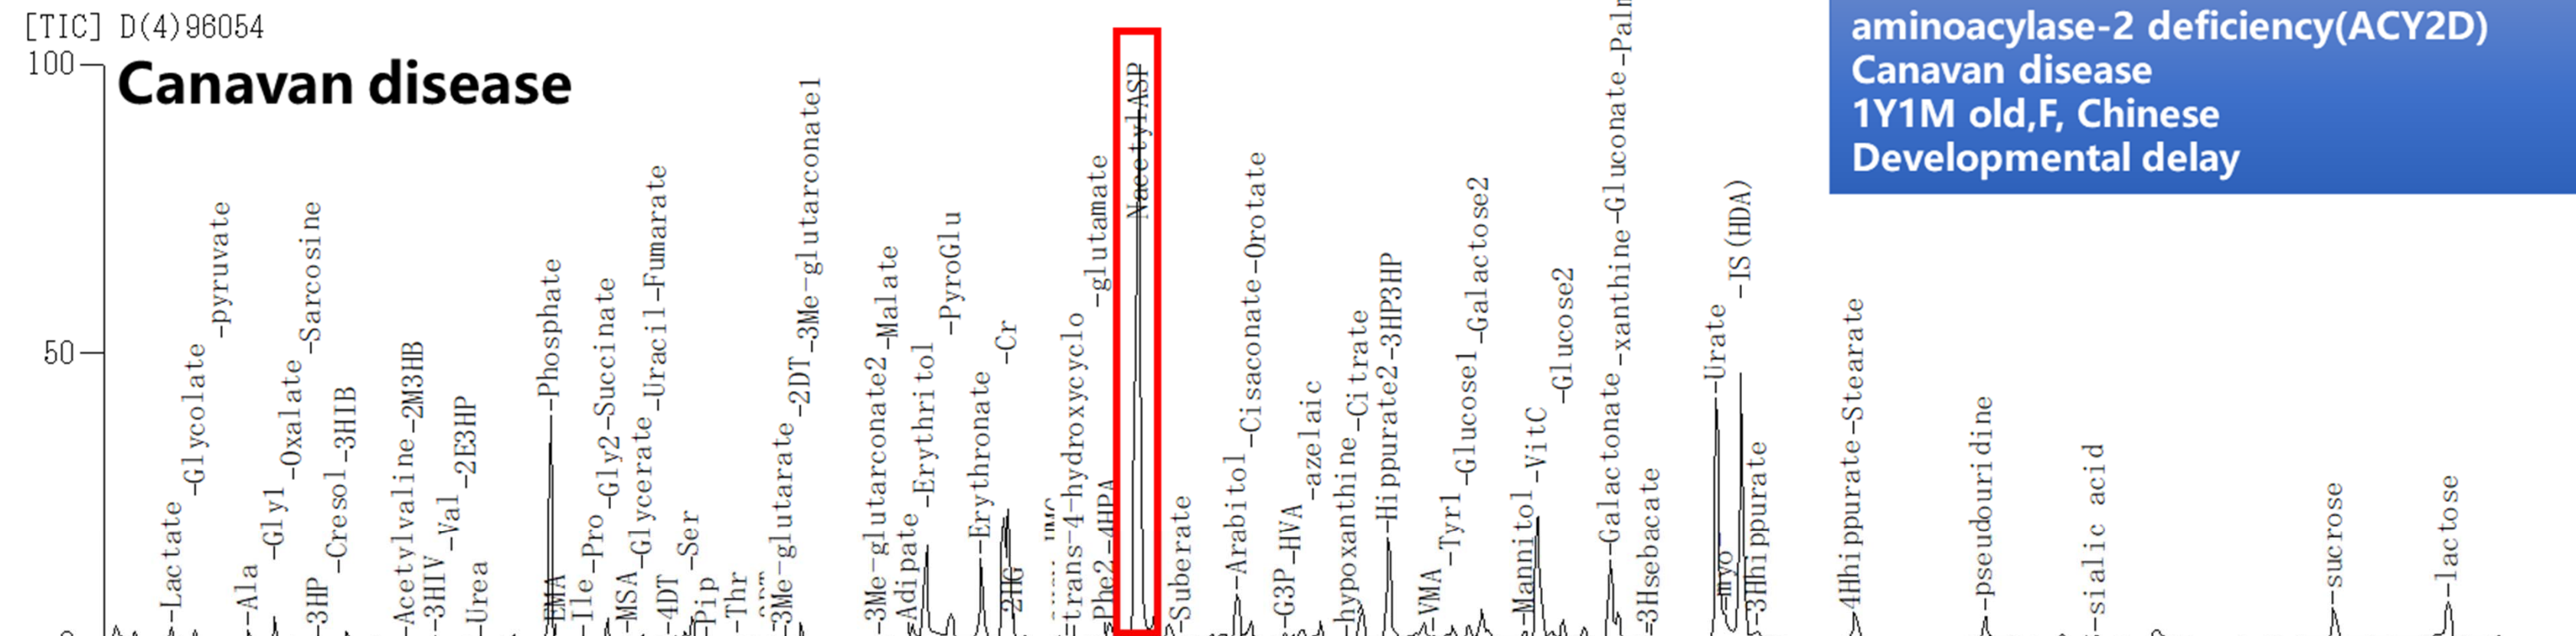 [TIC] D(4)96054
100
Canavan disease
50
aminoacylase-2 deficiency(ACY2D)
Canavan disease
1Y1M old,F, Chinese
Developmental delay
-Lactate
-Glycolate
-pyruvate
-Ala
-Gly1
-Oxalate
-Sarcosine
-3HP
-Cresol
-3HIB
-Acetylvaline
-2M3HB
-3HIV
-Val
-2E3HP
-Urea
-Phosphate
EMA
-Ile
-Pro
-Gly2
-Succinate
-MSA
-Glycerate
-Uracil
-Fumarate
-4DT
-Ser
-Pip
-Thr
-3Me-glutarate
-2DT
-3Me-glutarconate1
-3Me-glutarconate2
-Malate
-Adipate
-Erythritol
-PyroGlu
-Erythronate
-Cr
-2HG
-trans-4-hydroxycyclo
-glutamate
-Phe2
-4HPA
NacetylASP
-Suberate
-Arabitol
-Cisaconate
-Orotate
-G3P
-HVA
-azelaic
-hypoxanthine
-Citrate
-Hippurate2
-3HP3HP
-VMA
-Tyr1
-Glucose1
-Galactose2
-Mannitol
-VitC
-Glucose2
-Galactonate
-xanthine
-Gluconate
-3Hsebacate
-Urate
myo
-IS(HDA)
-3Hhippurate
-4Hhippurate
-Stearate
-pseudouridine
-sialic acid
-sucrose
-lactose